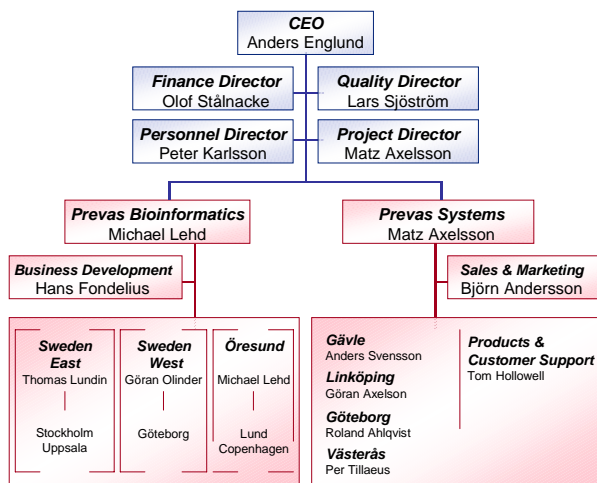 CEO
Anders Englund
Finance Director
Olof Stålnacke
Quality Director
Lars Sjöström
Personnel Director
Peter Karlsson
Project Director
Matz Axelsson
Prevas Bioinformatics
Michael Lehd
Prevas Systems
Matz Axelsson
Business Development
Hans Fondelius
Sales & Marketing
Björn Andersson
Sweden
East
Thomas Lundin
Stockholm
Uppsala
Sweden
West
Göran Olinder
Göteborg
Öresund
Michael Lehd
Lund
Copenhagen
Gävle
Anders Svensson
Linköping
Göran Axelson
Göteborg
Roland Ahlqvist
Västerås
Per Tillaeus
Products &
Customer Support
Tom Hollowell